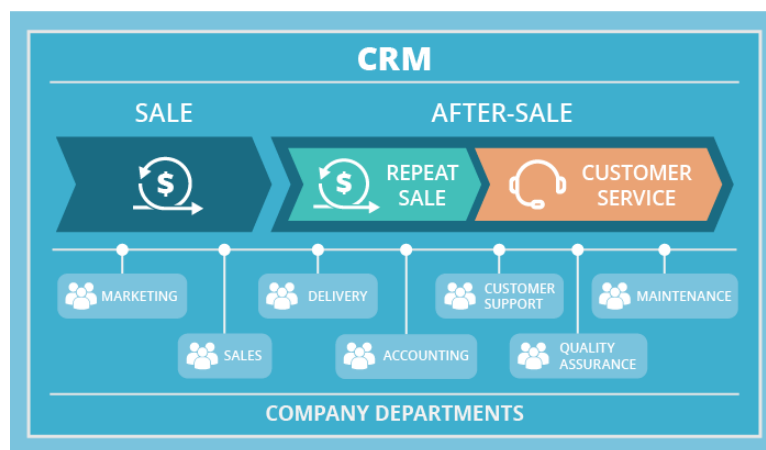 CRM
SALE
AFTER-SALE
$
$
REPEAT
SALE
CUSTOMER
SERVICE
MARKETING
DELIVERY
CUSTOMER
SUPPORT
MAINTENANCE
SALES
ACCOUNTING
QUALITY
ASSURANCE
COMPANY DEPARTMENTS